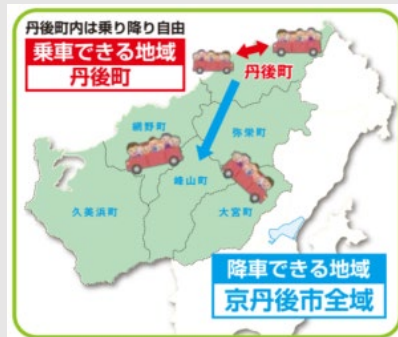 丹後町内は乗り降り自由
乗車できる地域
丹後町
丹後町
網野町
弥栄町
峰山町
久美浜町
大宮町
降車できる地域
京丹後市全域